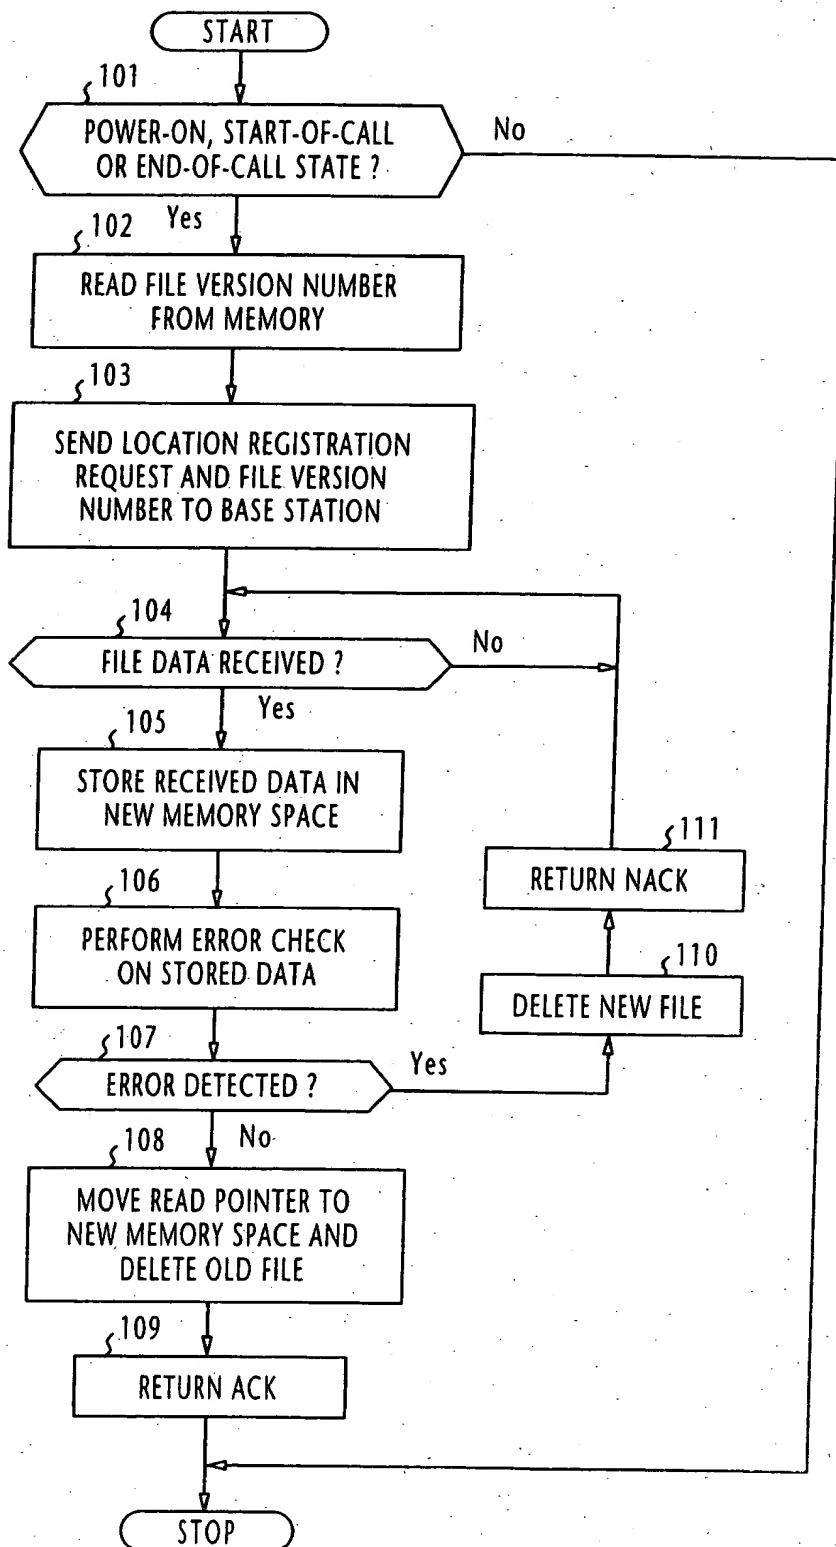 START
101
POWER-ON, START-OF-CALL
OR END-OF-CALL STATE ?
No
Yes
102
READ FILE VERSION NUMBER
FROM MEMORY
103
SEND LOCATION REGISTRATION
REQUEST AND FILE VERSION
NUMBER TO BASE STATION
104
FILE DATA RECEIVED ?
No
Yes
105
STORE RECEIVED DATA IN
NEW MEMORY SPACE
111
RETURN NACK
106
PERFORM ERROR CHECK
ON STORED DATA
110
DELETE NEW FILE
107
ERROR DETECTED ?
Yes
No
108
MOVE READ POINTER TO
NEW MEMORY SPACE AND
DELETE OLD FILE
109
RETURN ACK
STOP